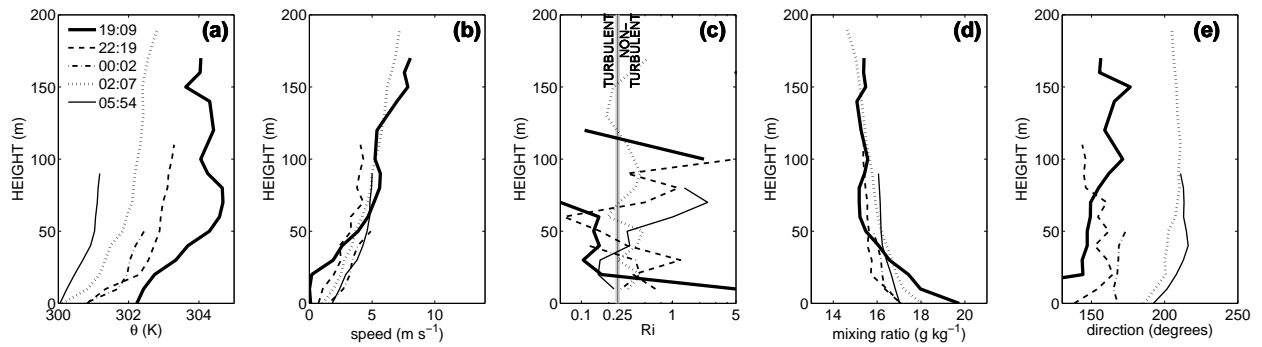 (a)
19:09
22:19
00:02
02:07
05:54
HEIGHT (m)
200
150
100
50
0
300 302 304
θ (K)
(b)
HEIGHT (m)
200
150
100
50
0
0 5 10
speed (m s⁻¹)
(c)
TURBULENT
NON-
TURBULENT
HEIGHT (m)
200
150
100
50
0
0.1 0.25 1 5
Ri
(d)
HEIGHT (m)
200
150
100
50
0
14 16 18 20
mixing ratio (g kg⁻¹)
(e)
HEIGHT (m)
200
150
100
50
0
130 150 200 250
direction (degrees)